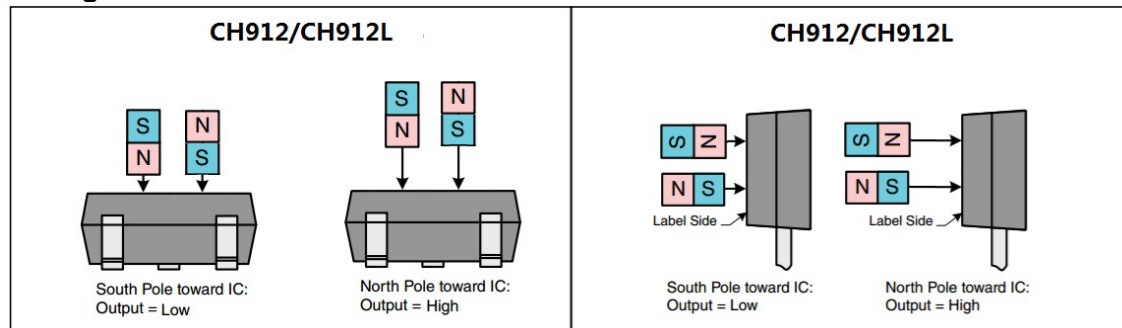 CH912/CH912L
S
N
N
S
S
N
N
S
South Pole toward IC:
Output = Low
North Pole toward IC:
Output = High
CH912/CH912L
S N
N S
Label Side
S N
N S
Label Side
South Pole toward IC:
Output = Low
North Pole toward IC:
Output = High